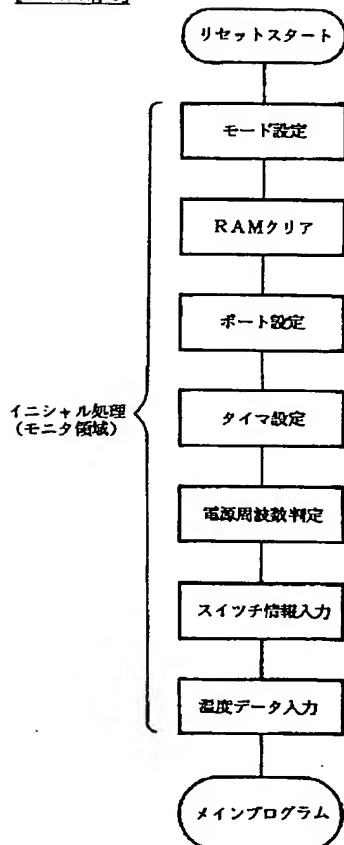 リセットスタート
モード設定
RAMクリア
ポート設定
イニシャル処理
(モニタ領域)
タイマ設定
電源周波数判定
スイッチ情報入力
温度データ入力
メインプログラム